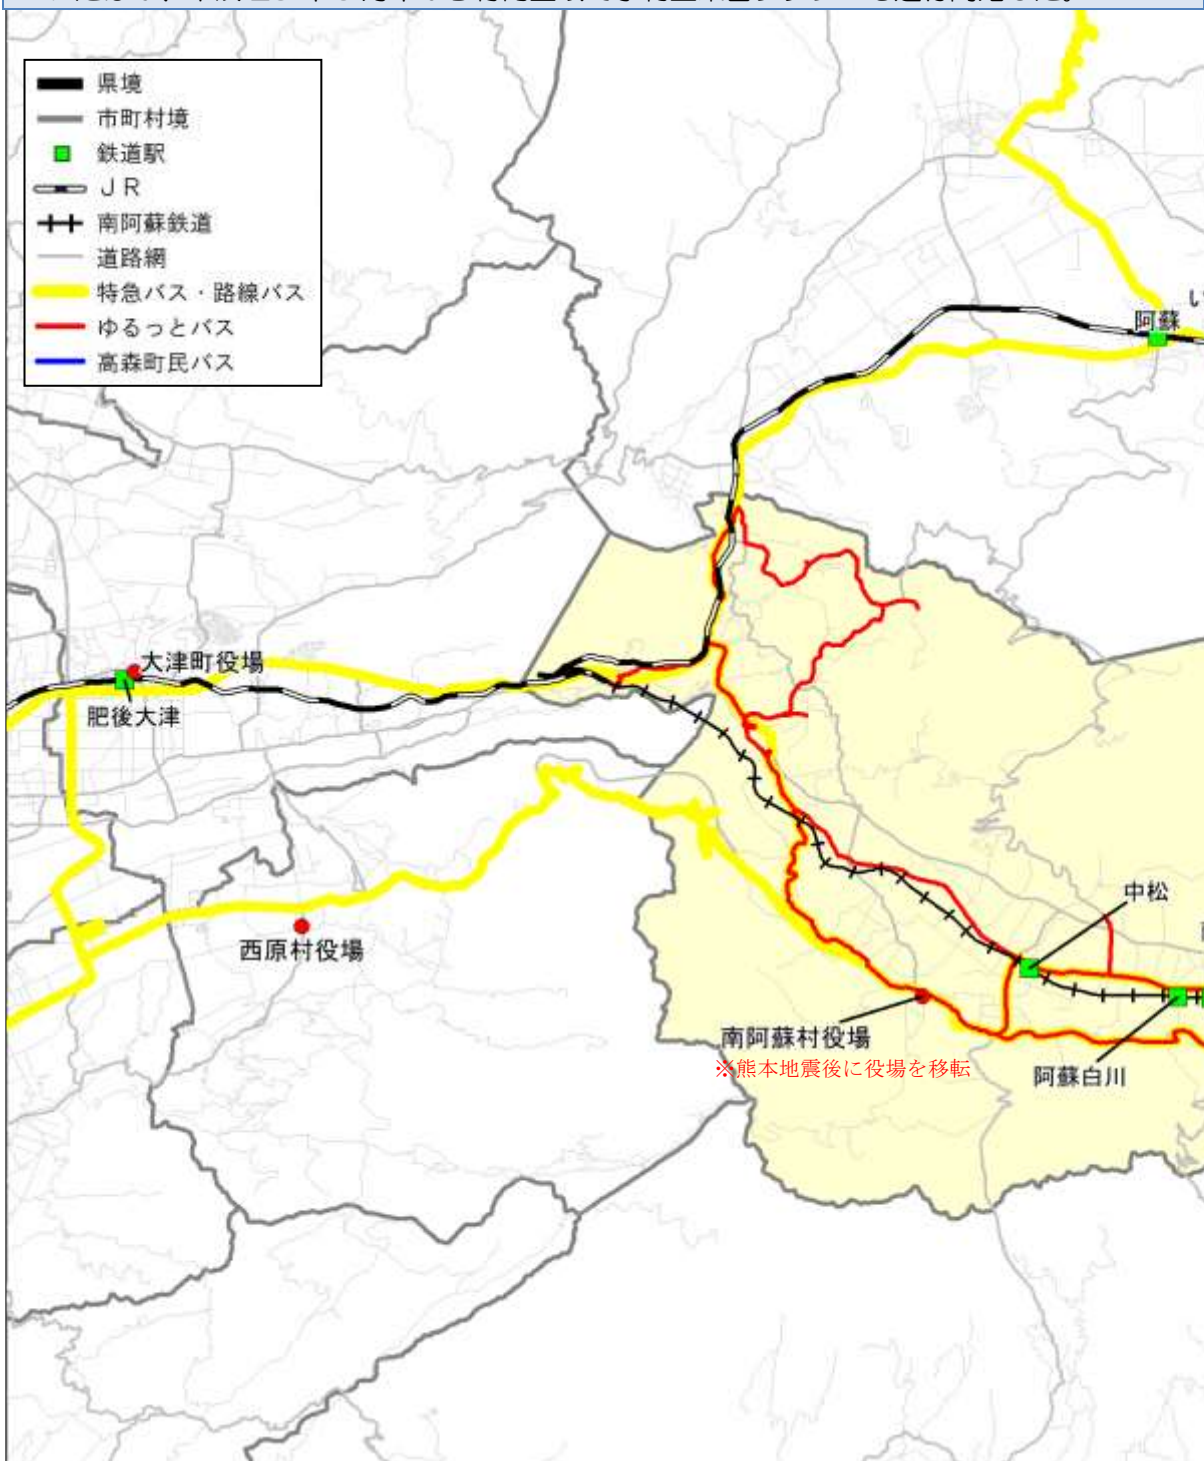 県境
市町村境
鉄道駅
JR
南阿蘇鉄道
道路網
特急バス・路線バス
ゆるっとバス
高森町民バス
阿蘇
い
大津町役場
肥後大津
西原村役場
中松
南阿蘇村役場
※熊本地震後に役場を移転
阿蘇白川